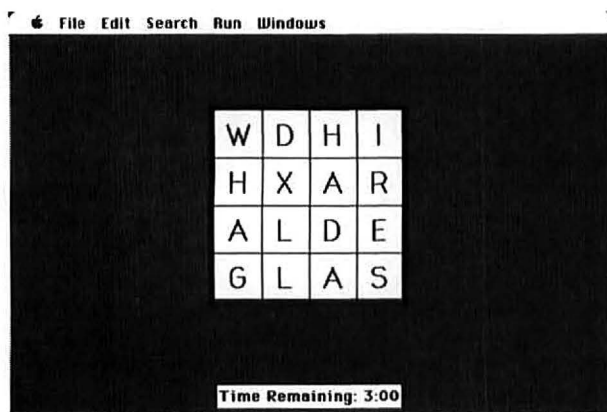 File Edit Search Run Windows
W D H I
H X A R
A L D E
G L A S
Time Remaining: 3:00